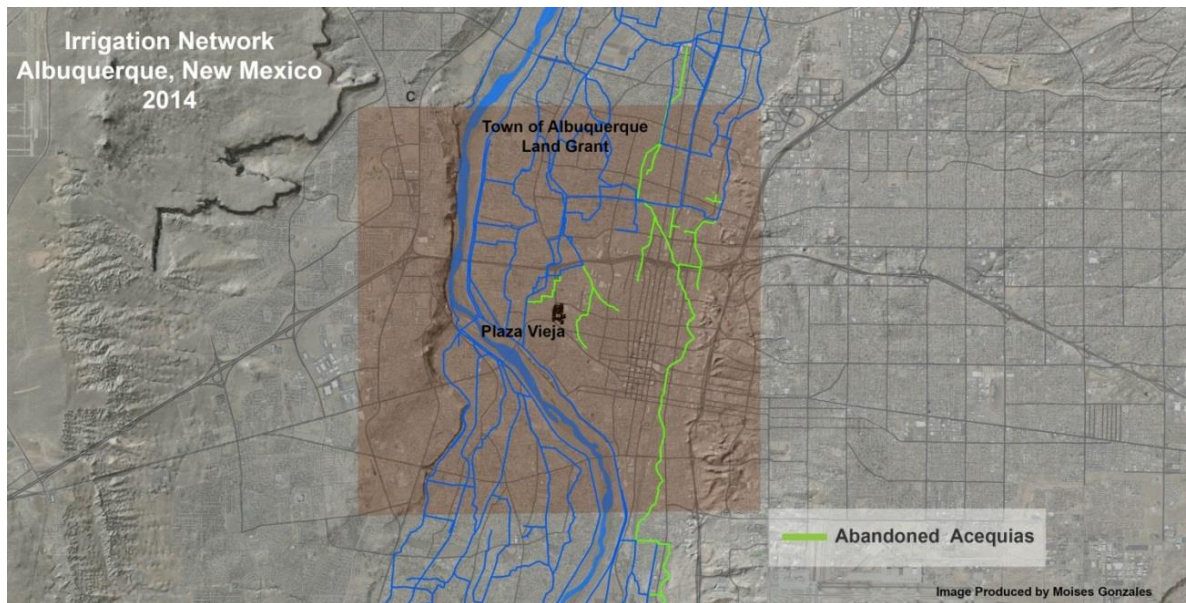 Irrigation Network
Albuquerque, New Mexico
2014
C
Town of Albuquerque
Land Grant
Plaza Vieja
Abandoned Acequias
Image Produced by Moises Gonzales